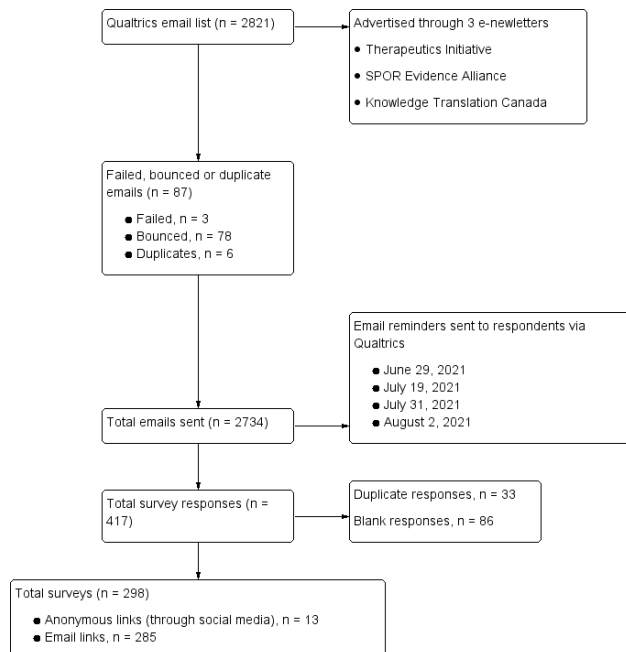 Qualtrics email list (n = 2821)
Advertised through 3 e-newletters
● Therapeutics Initiative
● SPOR Evidence Alliance
● Knowledge Translation Canada
Failed, bounced or duplicate
emails (n = 87)
● Failed, n = 3
● Bounced, n = 78
● Duplicates, n = 6
Email reminders sent to respondents via
Qualtrics
● June 29, 2021
● July 19, 2021
● July 31, 2021
● August 2, 2021
Total emails sent (n = 2734)
Total survey responses (n =
417)
Duplicate responses, n = 33
Blank responses, n = 86
Total surveys (n = 298)
● Anonymous links (through social media), n = 13
● Email links, n = 285